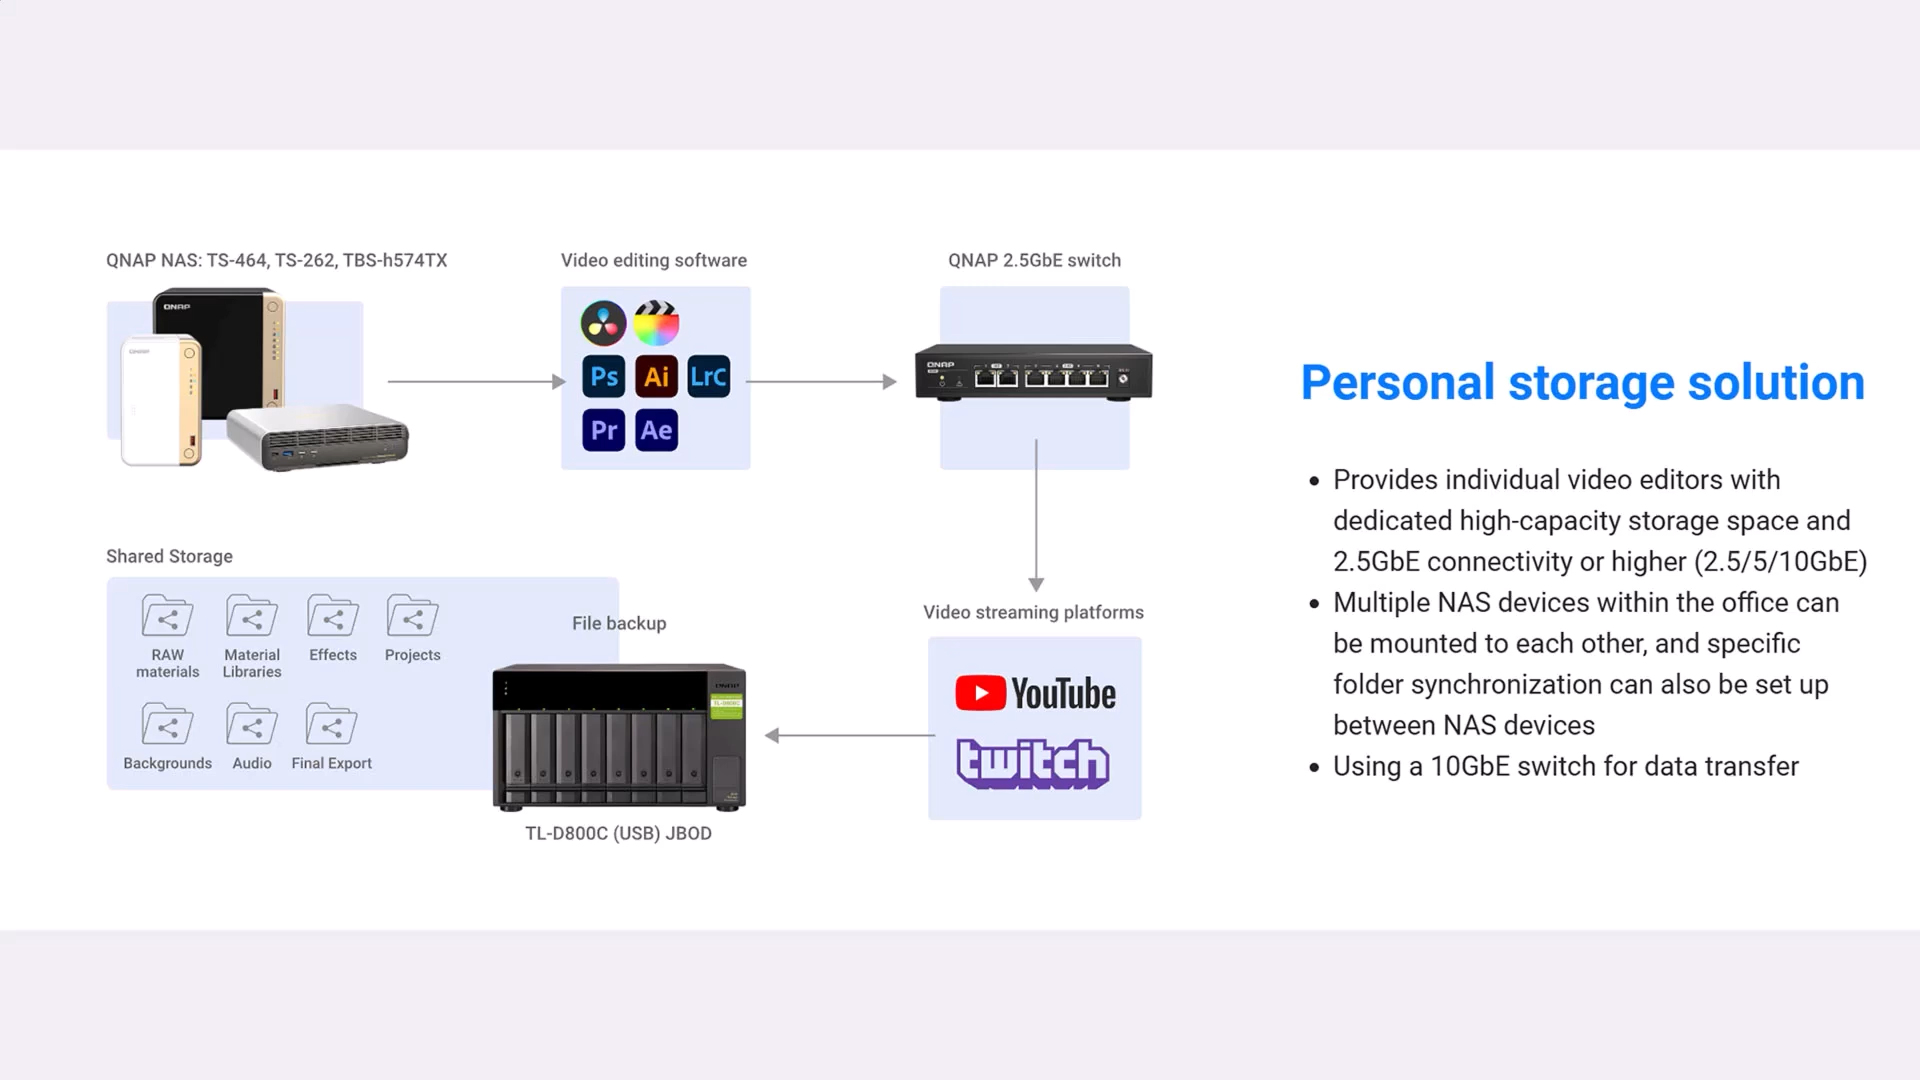 QNAP NAS: TS-464, TS-262, TBS-h574TX
QNAP
Video editing software
Ps Ai LrC
Pr Ae
QNAP 2.5GbE switch
QNAP
Shared Storage
RAW
materials
Material
Libraries
Effects
Projects
Backgrounds
Audio
Final Export
File backup
TL-D800C
TL-D800C (USB) JBOD
Video streaming platforms
YouTube
twitch
Personal storage solution
• Provides individual video editors with
dedicated high-capacity storage space and
2.5GbE connectivity or higher (2.5/5/10GbE)
• Multiple NAS devices within the office can
be mounted to each other, and specific
folder synchronization can also be set up
between NAS devices
• Using a 10GbE switch for data transfer